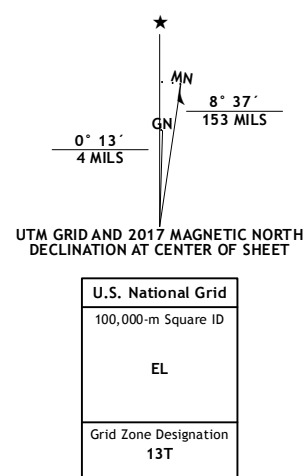 ★
MN
GN
8° 37´
153 MILS
0° 13´
4 MILS
UTM GRID AND 2017 MAGNETIC NORTH
DECLINATION AT CENTER OF SHEET
U.S. National Grid
100,000-m Square ID
EL
Grid Zone Designation
13T